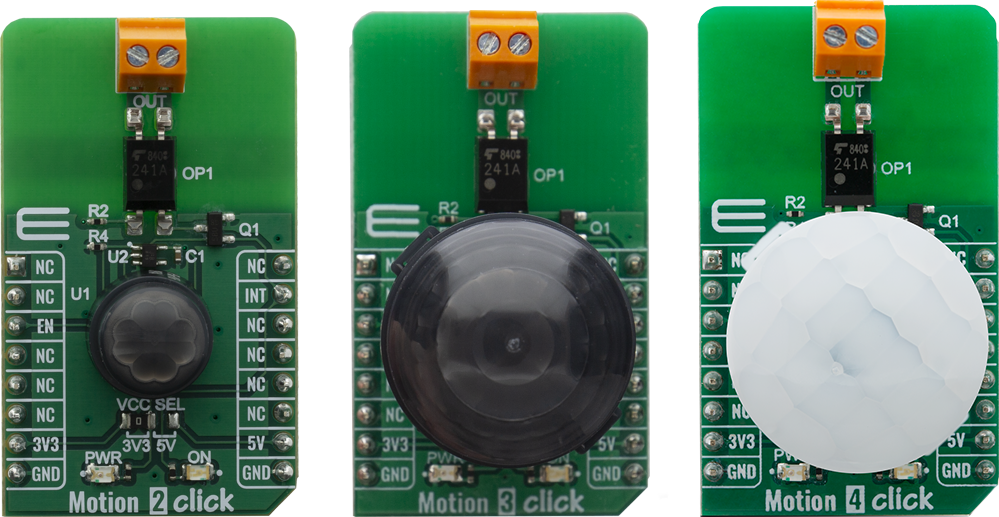 OUT
840
241A
OP1
R2
Q1
R4
U2
C1
NC
NC
NC
U1
INT
EN
NC
NC
NC
NC
NC
VCC SEL
NC
NC
3V3
3V3
5V
5V
PWR
ON
GND
GND
Motion 2 click
OUT
840
241A
OP1
R2
Q1
3V3
5V
PWR
ON
GND
GND
Motion 3 click
OUT
840
241A
OP1
R2
Q1
3V3
5V
GND
GND
Motion 4 click